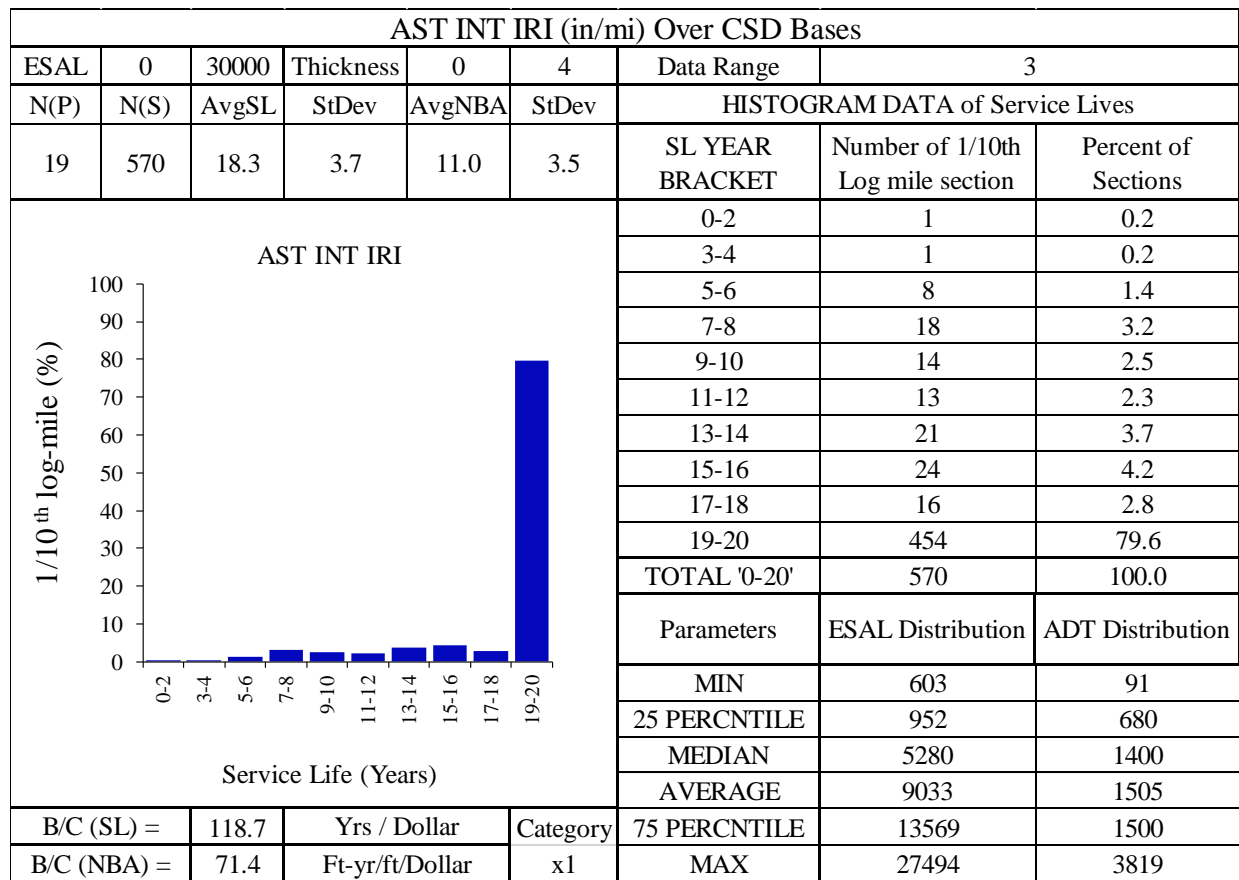 AST INT IRI (in/mi) Over CSD Bases
ESAL 0 30000 Thickness 0 4 Data Range 3
N(P) N(S) AvgSL StDev AvgNBA StDev HISTOGRAM DATA of Service Lives
19 570 18.3 3.7 11.0 3.5
SL YEAR BRACKET Number of 1/10th Log mile section Percent of Sections
0-2 1 0.2
3-4 1 0.2
5-6 8 1.4
7-8 18 3.2
9-10 14 2.5
11-12 13 2.3
13-14 21 3.7
15-16 24 4.2
17-18 16 2.8
19-20 454 79.6
TOTAL '0-20' 570 100.0
Parameters ESAL Distribution ADT Distribution
MIN 603 91
25 PERCNTILE 952 680
MEDIAN 5280 1400
AVERAGE 9033 1505
75 PERCNTILE 13569 1500
MAX 27494 3819
AST INT IRI
1/10 th log-mile (%)
100
90
80
70
60
50
40
30
20
10
0
0-2 3-4 5-6 7-8 9-10 11-12 13-14 15-16 17-18 19-20
Service Life (Years)
B/C (SL) = 118.7 Yrs / Dollar Category
B/C (NBA) = 71.4 Ft-yr/ft/Dollar x1